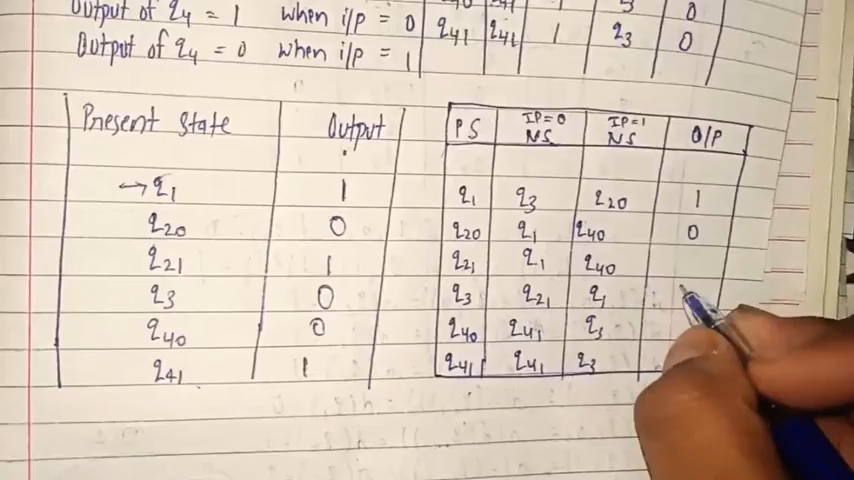 Output of q4 = 1 when i/p = 0
Output of q4 = 0 when i/p = 1
q41 q41 1 q3 0
Present State Output
→q1 1
q20 0
q21 1
q3 0
q40 0
q41 1
PS IP=0 NS IP=1 NS O/P
q1 q3 q20 1
q20 q1 q40 0
q21 q1 q40
q3 q21 q1
q40 q41 q3
q41 q41 q3